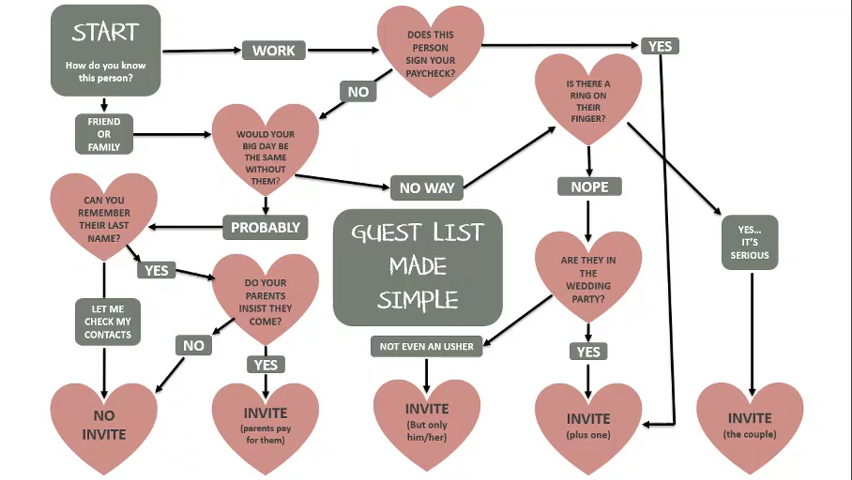 START
How do you know
this person?
WORK
DOES THIS
PERSON
SIGN YOUR
PAYCHECK?
YES
NO
IS THERE A
RING ON
THEIR
FINGER?
FRIEND
OR
FAMILY
WOULD YOUR
BIG DAY BE
THE SAME
WITHOUT
THEM?
NO WAY
NOPE
CAN YOU
REMEMBER
THEIR LAST
NAME?
PROBABLY
GUEST LIST
MADE
SIMPLE
YES...
IT'S
SERIOUS
YES
DO YOUR
PARENTS
INSIST THEY
COME?
ARE THEY IN
THE
WEDDING
PARTY?
LET ME
CHECK MY
CONTACTS
NO
YES
NOT EVEN AN USHER
YES
NO
INVITE
INVITE
(parents pay
for them)
INVITE
(But only
him/her)
INVITE
(plus one)
INVITE
(the couple)